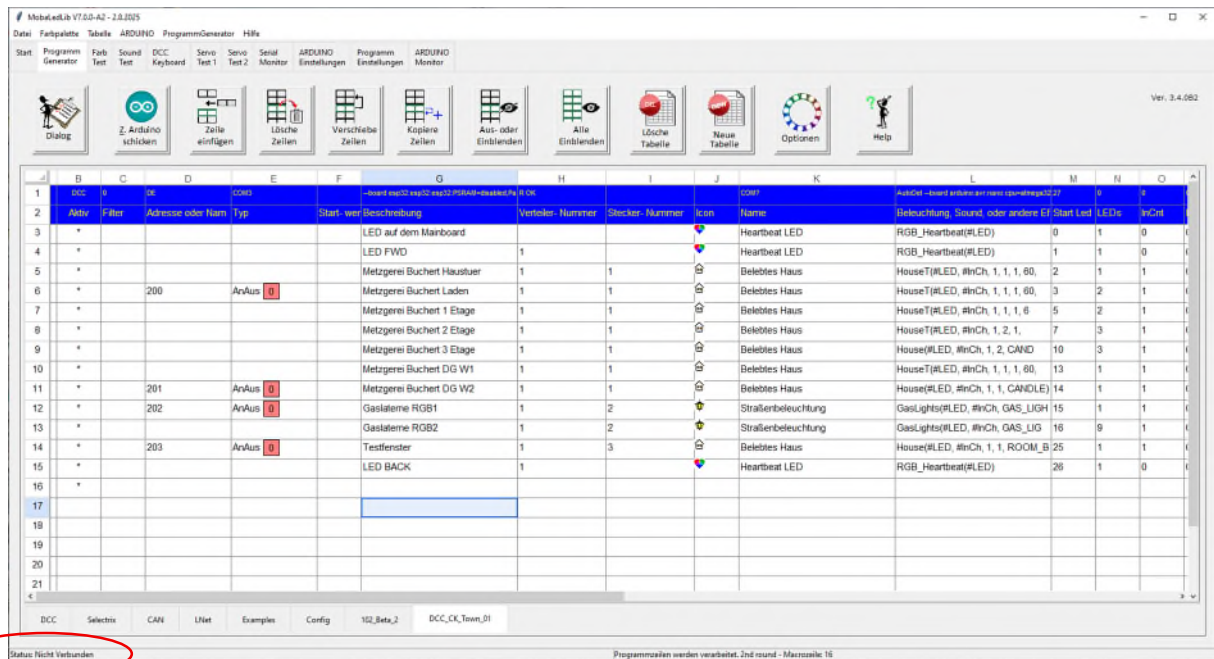 MobaLedLib V7.0.0-A2 - 2.8.2025
Datei Farbpalette Tabelle ARDUINO ProgrammGenerator Hilfe
Start Programm Generator Farb Test Sound Test DCC Keyboard Servo Test 1 Servo Test 2 Serial Monitor ARDUINO Einstellungen Programm Einstellungen ARDUINO Monitor
Dialog Z. Arduino schicken Zeile einfügen Lösche Zeilen Verschiebe Zeilen Kopiere Zeilen Aus- oder Einblenden Alle Einblenden Lösche Tabelle Neue Tabelle Optionen Help
B C D E F G H I J K L M N O
1 DCC 0 DE COM3 --board esp32:esp32:esp32:PSRAM=disabled,Pa R OK COM? AutoDet --board arduino:avr:nano:cpu=atmega32 27 0
2 Aktiv Filter Adresse oder Nam Typ Start- wer Beschreibung Verteiler- Nummer Stecker- Nummer Icon Name Beleuchtung, Sound, oder andere Ef Start Led LEDs InCnt
3 * LED auf dem Mainboard Heartbeat LED RGB_Heartbeat(#LED) 0 1 0
4 * LED FWD 1 Heartbeat LED RGB_Heartbeat(#LED) 1 1 0
5 * Metzgerei Buchert Haustuer 1 1 Belebtes Haus HouseT(#LED, #InCh, 1, 1, 1, 60, 2 1 1
6 * 200 AnAus 0 Metzgerei Buchert Laden 1 1 Belebtes Haus HouseT(#LED, #InCh, 1, 1, 1, 60, 3 2 1
7 * Metzgerei Buchert 1 Etage 1 1 Belebtes Haus HouseT(#LED, #InCh, 1, 1, 1, 6 5 2 1
8 * Metzgerei Buchert 2 Etage 1 1 Belebtes Haus HouseT(#LED, #InCh, 1, 2, 1, 7 3 1
9 * Metzgerei Buchert 3 Etage 1 1 Belebtes Haus House(#LED, #InCh, 1, 2, CAND 10 3 1
10 * Metzgerei Buchert DG W1 1 1 Belebtes Haus HouseT(#LED, #InCh, 1, 1, 1, 60, 13 1 1
11 * 201 AnAus 0 Metzgerei Buchert DG W2 1 1 Belebtes Haus House(#LED, #InCh, 1, 1, CANDLE) 14 1 1
12 * 202 AnAus 0 Gaslaterne RGB1 1 2 Straßenbeleuchtung GasLights(#LED, #InCh, GAS_LIGH 15 1 1
13 * Gaslaterne RGB2 1 2 Straßenbeleuchtung GasLights(#LED, #InCh, GAS_LIG 16 9 1
14 * 203 AnAus 0 Testfenster 1 3 Belebtes Haus House(#LED, #InCh, 1, 1, ROOM_B 25 1 1
15 * LED BACK 1 Heartbeat LED RGB_Heartbeat(#LED) 26 1 0
16 *
17
18
19
20
21
Ver. 3.4.0B2
DCC Selectrix CAN LNet Examples Config 102_Beta_2 DCC_CK_Town_01
Status: Nicht Verbunden Programmzeilen werden verarbeitet. 2nd round - Macrozeile: 16